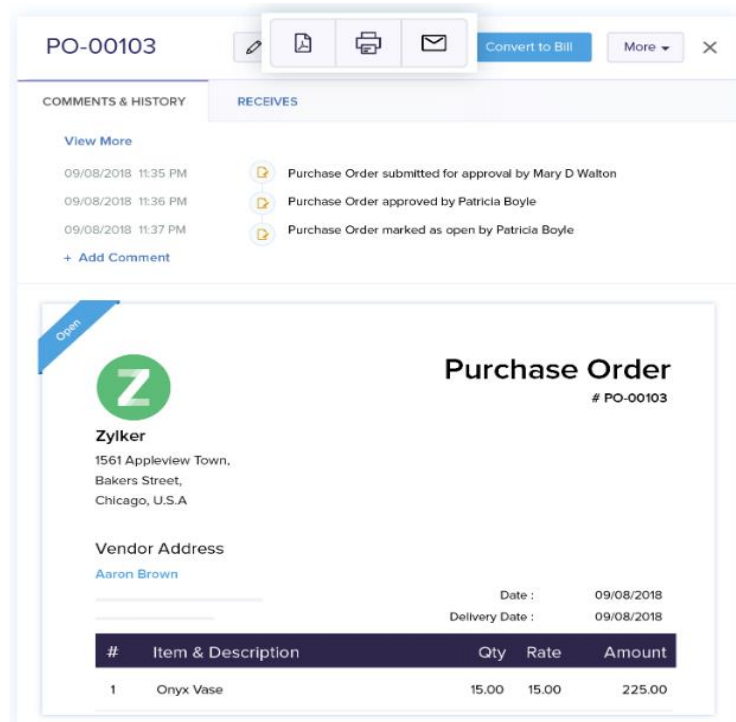 PO-00103
Convert to Bill
More
COMMENTS & HISTORY RECEIVES
View More
09/08/2018 11:35 PM Purchase Order submitted for approval by Mary D Walton
09/08/2018 11:36 PM Purchase Order approved by Patricia Boyle
09/08/2018 11:37 PM Purchase Order marked as open by Patricia Boyle
+ Add Comment
Open
Z
Purchase Order
# PO-00103
Zylker
1561 Appleview Town,
Bakers Street,
Chicago, U.S.A
Vendor Address
Aaron Brown
Date : 09/08/2018
Delivery Date : 09/08/2018
# Item & Description Qty Rate Amount
1 Onyx Vase 15.00 15.00 225.00